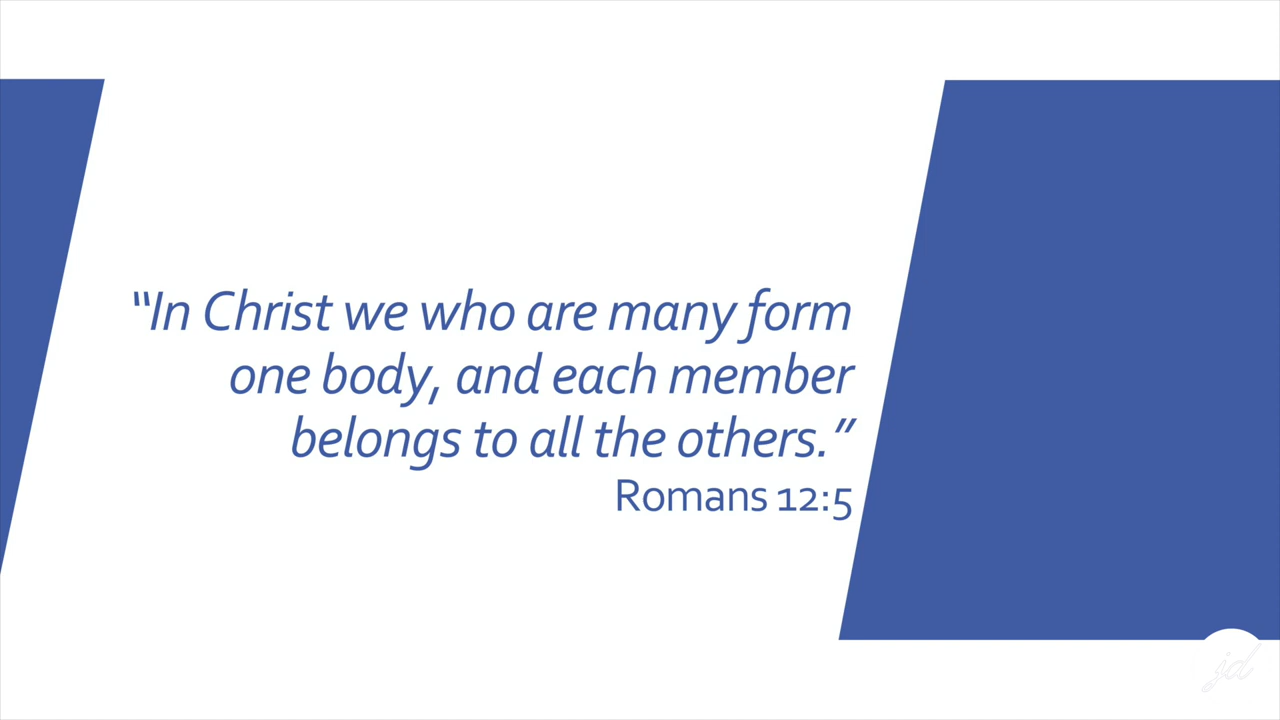 “In Christ we who are many form
one body, and each member
belongs to all the others.”
Romans 12:5
jd